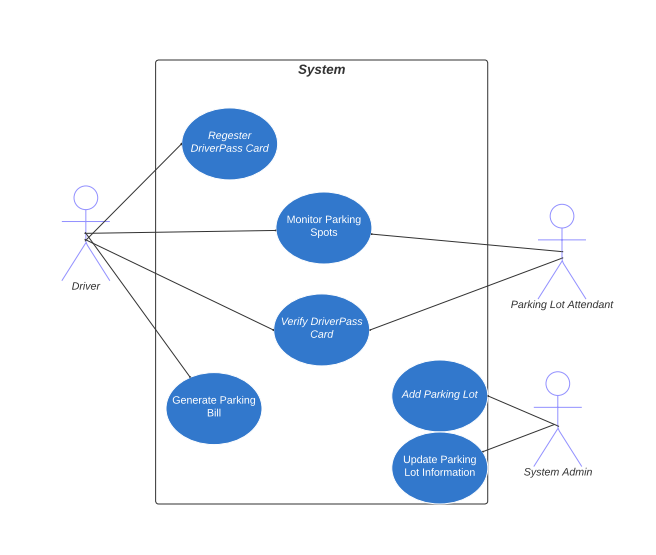 System
Regester
DriverPass Card
Monitor Parking
Spots
Driver
Parking Lot Attendant
Verify DriverPass
Card
Generate Parking
Bill
Add Parking Lot
Update Parking
Lot Information
System Admin